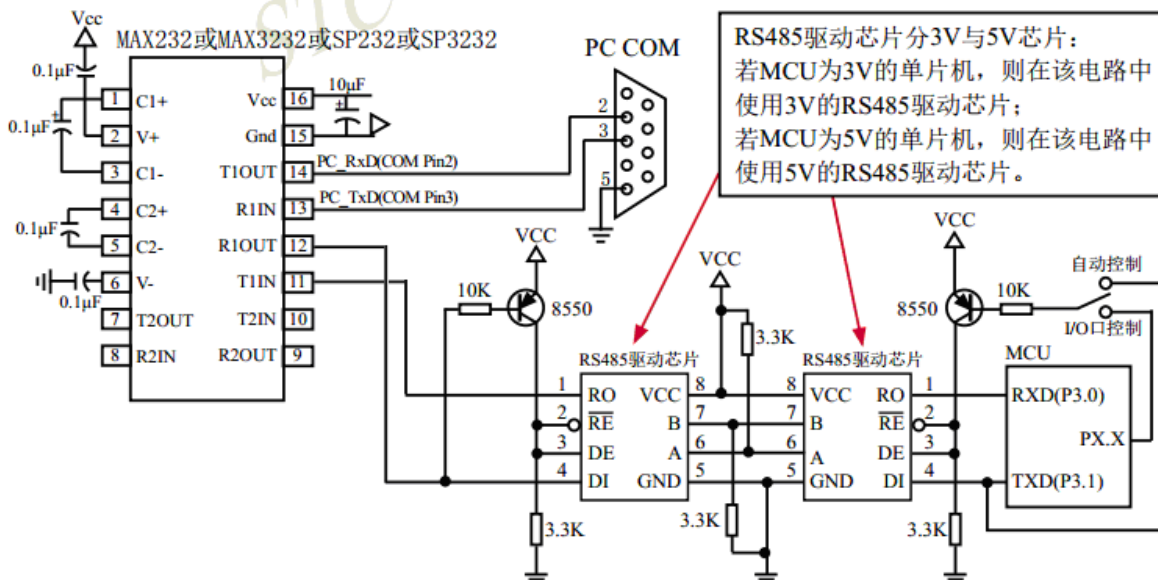 STC
Vcc
MAX232或MAX3232或SP232或SP3232
0.1μF
0.1μF
0.1μF
0.1μF
1 C1+
2 V+
3 C1-
4 C2+
5 C2-
6 V-
7 T2OUT
8 R2IN
Vcc 16
Gnd 15
T1OUT 14
R1IN 13
R1OUT 12
T1IN 11
T2IN 10
R2OUT 9
10μF
PC_RxD(COM Pin2)
PC_TxD(COM Pin3)
PC COM
2
3
5
RS485驱动芯片分3V与5V芯片：
若MCU为3V的单片机，则在该电路中
使用3V的RS485驱动芯片；
若MCU为5V的单片机，则在该电路中
使用5V的RS485驱动芯片。
VCC
10K
8550
3.3K
RS485驱动芯片
1 RO
2 RE
3 DE
4 DI
VCC 8
B 7
A 6
GND 5
VCC
3.3K
3.3K
RS485驱动芯片
8 VCC
7 B
6 A
5 GND
RO 1
RE 2
DE 3
DI 4
VCC
8550
10K
3.3K
自动控制
I/O口控制
MCU
RXD(P3.0)
PX.X
TXD(P3.1)